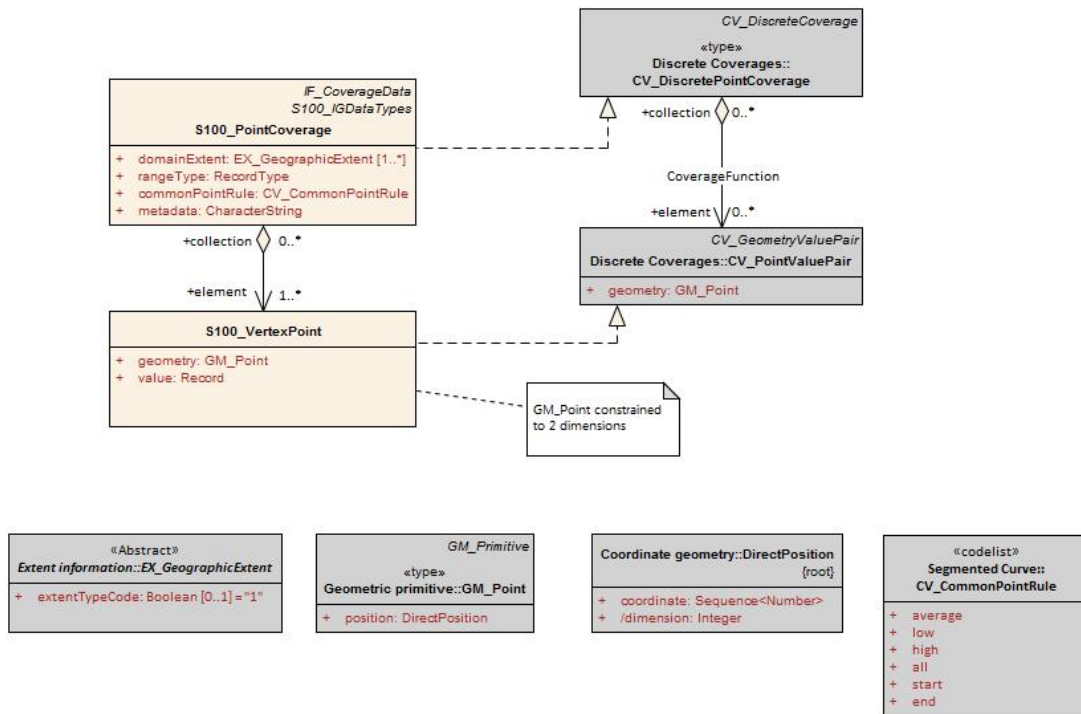 CV_DiscreteCoverage
«type»
Discrete Coverages::
CV_DiscretePointCoverage
IF_CoverageData
S100_IGDataTypes
S100_PointCoverage
+ domainExtent: EX_GeographicExtent [1..*]
+ rangeType: RecordType
+ commonPointRule: CV_CommonPointRule
+ metadata: CharacterString
+collection 0..*
CoverageFunction
+element 0..*
+collection 0..*
+element 1..*
CV_GeometryValuePair
Discrete Coverages::CV_PointValuePair
+ geometry: GM_Point
S100_VertexPoint
+ geometry: GM_Point
+ value: Record
GM_Point constrained
to 2 dimensions
«Abstract»
Extent information::EX_GeographicExtent
+ extentTypeCode: Boolean [0..1] = "1"
GM_Primitive
«type»
Geometric primitive::GM_Point
+ position: DirectPosition
Coordinate geometry::DirectPosition
{root}
+ coordinate: Sequence<Number>
+ /dimension: Integer
«codelist»
Segmented Curve::
CV_CommonPointRule
+ average
+ low
+ high
+ all
+ start
+ end